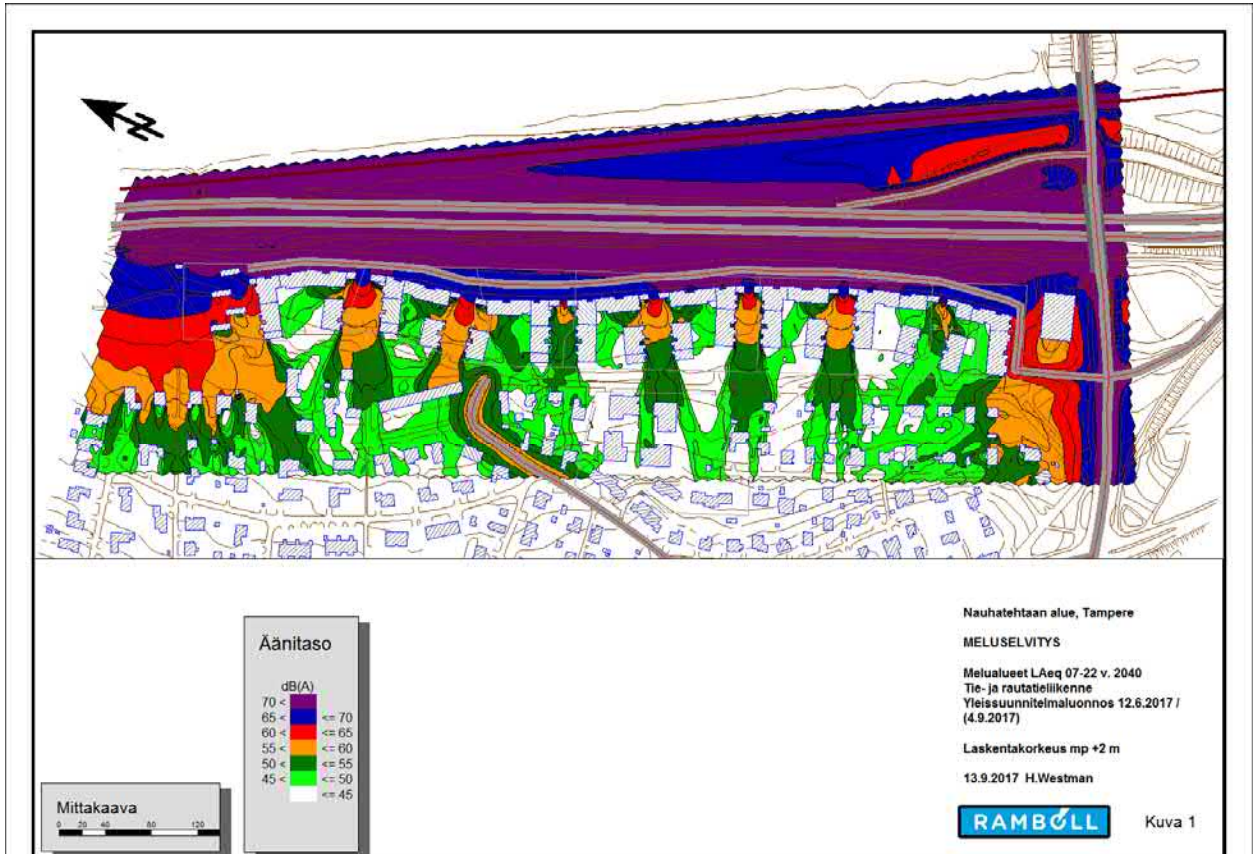 N
Nauhatehtaan alue, Tampere
MELUSELVITYS
Melualueet LAeq 07-22 v. 2040
Tie- ja rautatieliikenne
Yleissuunnitelmaluonnos 12.6.2017 /
(4.9.2017)
Laskentakorkeus mp +2 m
13.9.2017 H.Westman
RAMBOLL
Kuva 1
Äänitaso
dB(A)
70 <
65 < <= 70
60 < <= 65
55 < <= 60
50 < <= 55
45 < <= 50
<= 45
Mittakaava
0 20 40 80 120